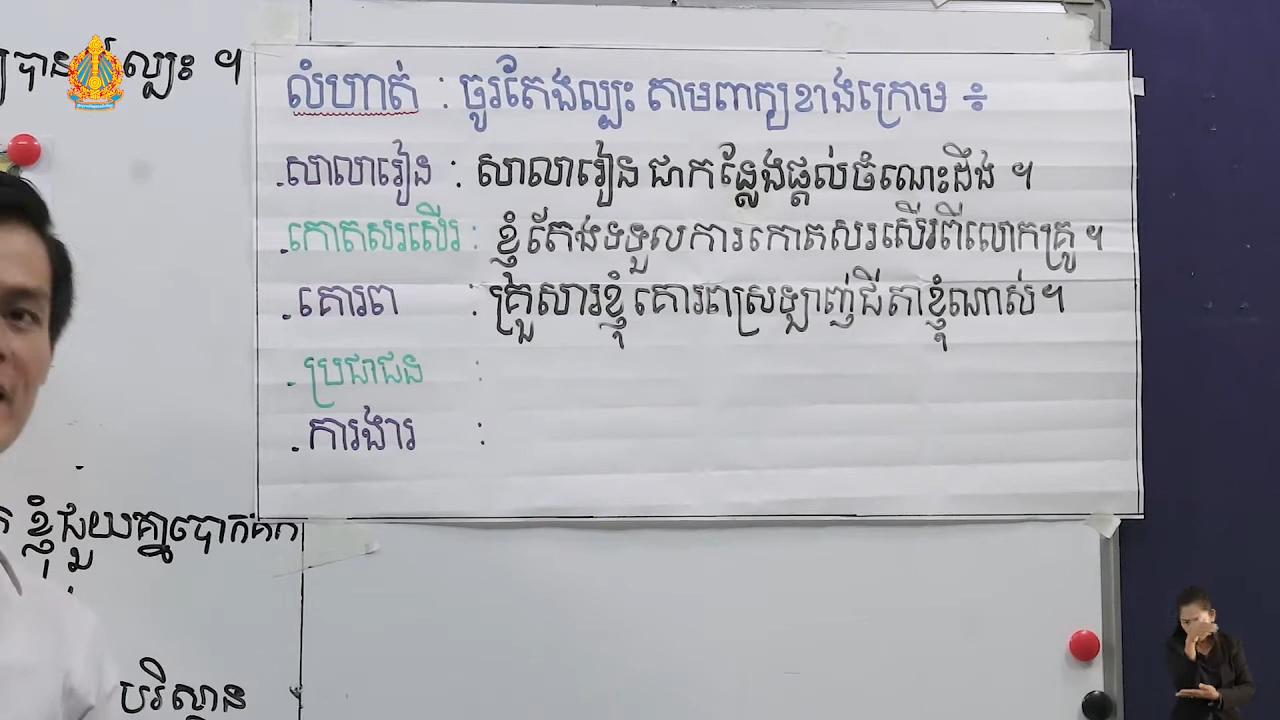 បាន
ល្បះ ។
លំហាត់ : ចូរតែងល្បះ តាមពាក្យខាងក្រោម ៖
.សាលារៀន : សាលារៀន ជាកន្លែងផ្ដល់ចំណេះដឹង ។
.កោតសរសើរ : ខ្ញុំតែងទទួលការកោតសរសើរពីលោកគ្រូ ។
.គោរព : គ្រួសារខ្ញុំ គោរពស្រឡាញ់ជីតាខ្ញុំណាស់។
.ប្រជាជន :
.ការងារ :
ខ្ញុំជួយគ្នាបោកគក់
បរិស្ថាន